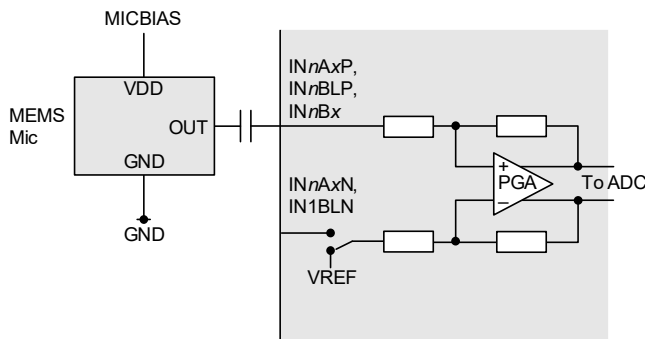 MICBIAS
VDD
MEMS
Mic
OUT
GND
GND
INnAxP,
INnBLP,
INnBx
+
PGA
−
To ADC
INnAxN,
IN1BLN
VREF